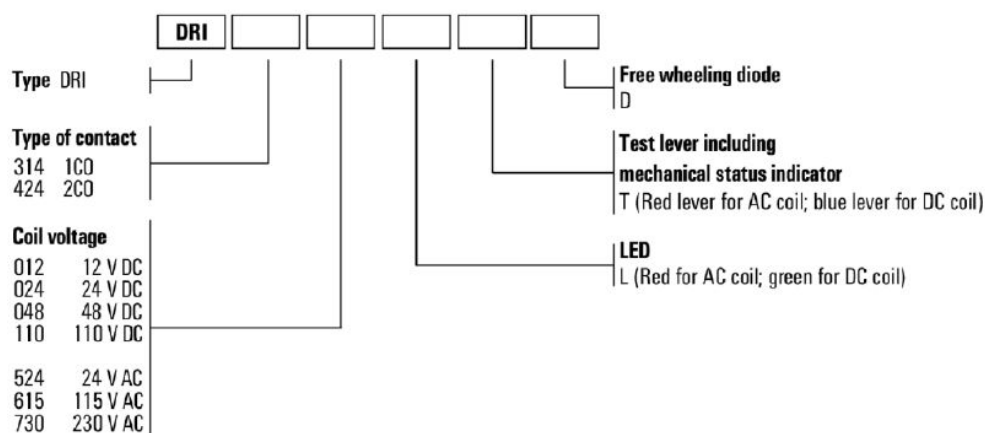 DRI
Type DRI
Type of contact
314 1CO
424 2CO
Coil voltage
012 12 V DC
024 24 V DC
048 48 V DC
110 110 V DC
524 24 V AC
615 115 V AC
730 230 V AC
Free wheeling diode
D
Test lever including
mechanical status indicator
T (Red lever for AC coil; blue lever for DC coil)
LED
L (Red for AC coil; green for DC coil)